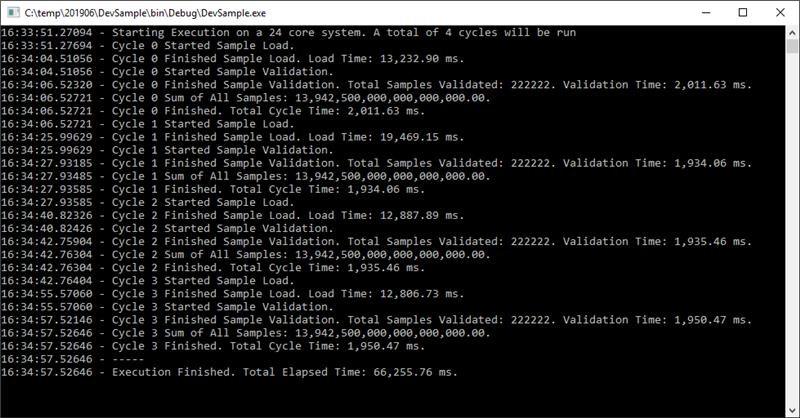 C:\temp\201906\DevSample\bin\Debug\DevSample.exe
16:33:51.27094 - Starting Execution on a 24 core system. A total of 4 cycles will be run
16:33:51.27094 - Cycle 0 Started Sample Load.
16:34:04.51056 - Cycle 0 Finished Sample Load. Load Time: 13,232.90 ms.
16:34:04.51056 - Cycle 0 Started Sample Validation.
16:34:06.52320 - Cycle 0 Finished Sample Validation. Total Samples Validated: 222222. Validation Time: 2,011.63 ms.
16:34:06.52721 - Cycle 0 Sum of All Samples: 13,942,500,000,000,000,000.00.
16:34:06.52721 - Cycle 0 Finished. Total Cycle Time: 2,011.63 ms.
16:34:06.52721 - Cycle 1 Started Sample Load.
16:34:25.99629 - Cycle 1 Finished Sample Load. Load Time: 19,469.15 ms.
16:34:25.99629 - Cycle 1 Started Sample Validation.
16:34:27.93185 - Cycle 1 Finished Sample Validation. Total Samples Validated: 222222. Validation Time: 1,934.06 ms.
16:34:27.93485 - Cycle 1 Sum of All Samples: 13,942,500,000,000,000,000.00.
16:34:27.93585 - Cycle 1 Finished. Total Cycle Time: 1,934.06 ms.
16:34:27.93585 - Cycle 2 Started Sample Load.
16:34:40.82326 - Cycle 2 Finished Sample Load. Load Time: 12,887.89 ms.
16:34:40.82426 - Cycle 2 Started Sample Validation.
16:34:42.75904 - Cycle 2 Finished Sample Validation. Total Samples Validated: 222222. Validation Time: 1,935.46 ms.
16:34:42.76304 - Cycle 2 Sum of All Samples: 13,942,500,000,000,000,000.00.
16:34:42.76304 - Cycle 2 Finished. Total Cycle Time: 1,935.46 ms.
16:34:42.76404 - Cycle 3 Started Sample Load.
16:34:55.57060 - Cycle 3 Finished Sample Load. Load Time: 12,806.73 ms.
16:34:55.57060 - Cycle 3 Started Sample Validation.
16:34:57.52146 - Cycle 3 Finished Sample Validation. Total Samples Validated: 222222. Validation Time: 1,950.47 ms.
16:34:57.52646 - Cycle 3 Sum of All Samples: 13,942,500,000,000,000,000.00.
16:34:57.52646 - Cycle 3 Finished. Total Cycle Time: 1,950.47 ms.
16:34:57.52646 - -----
16:34:57.52646 - Execution Finished. Total Elapsed Time: 66,255.76 ms.